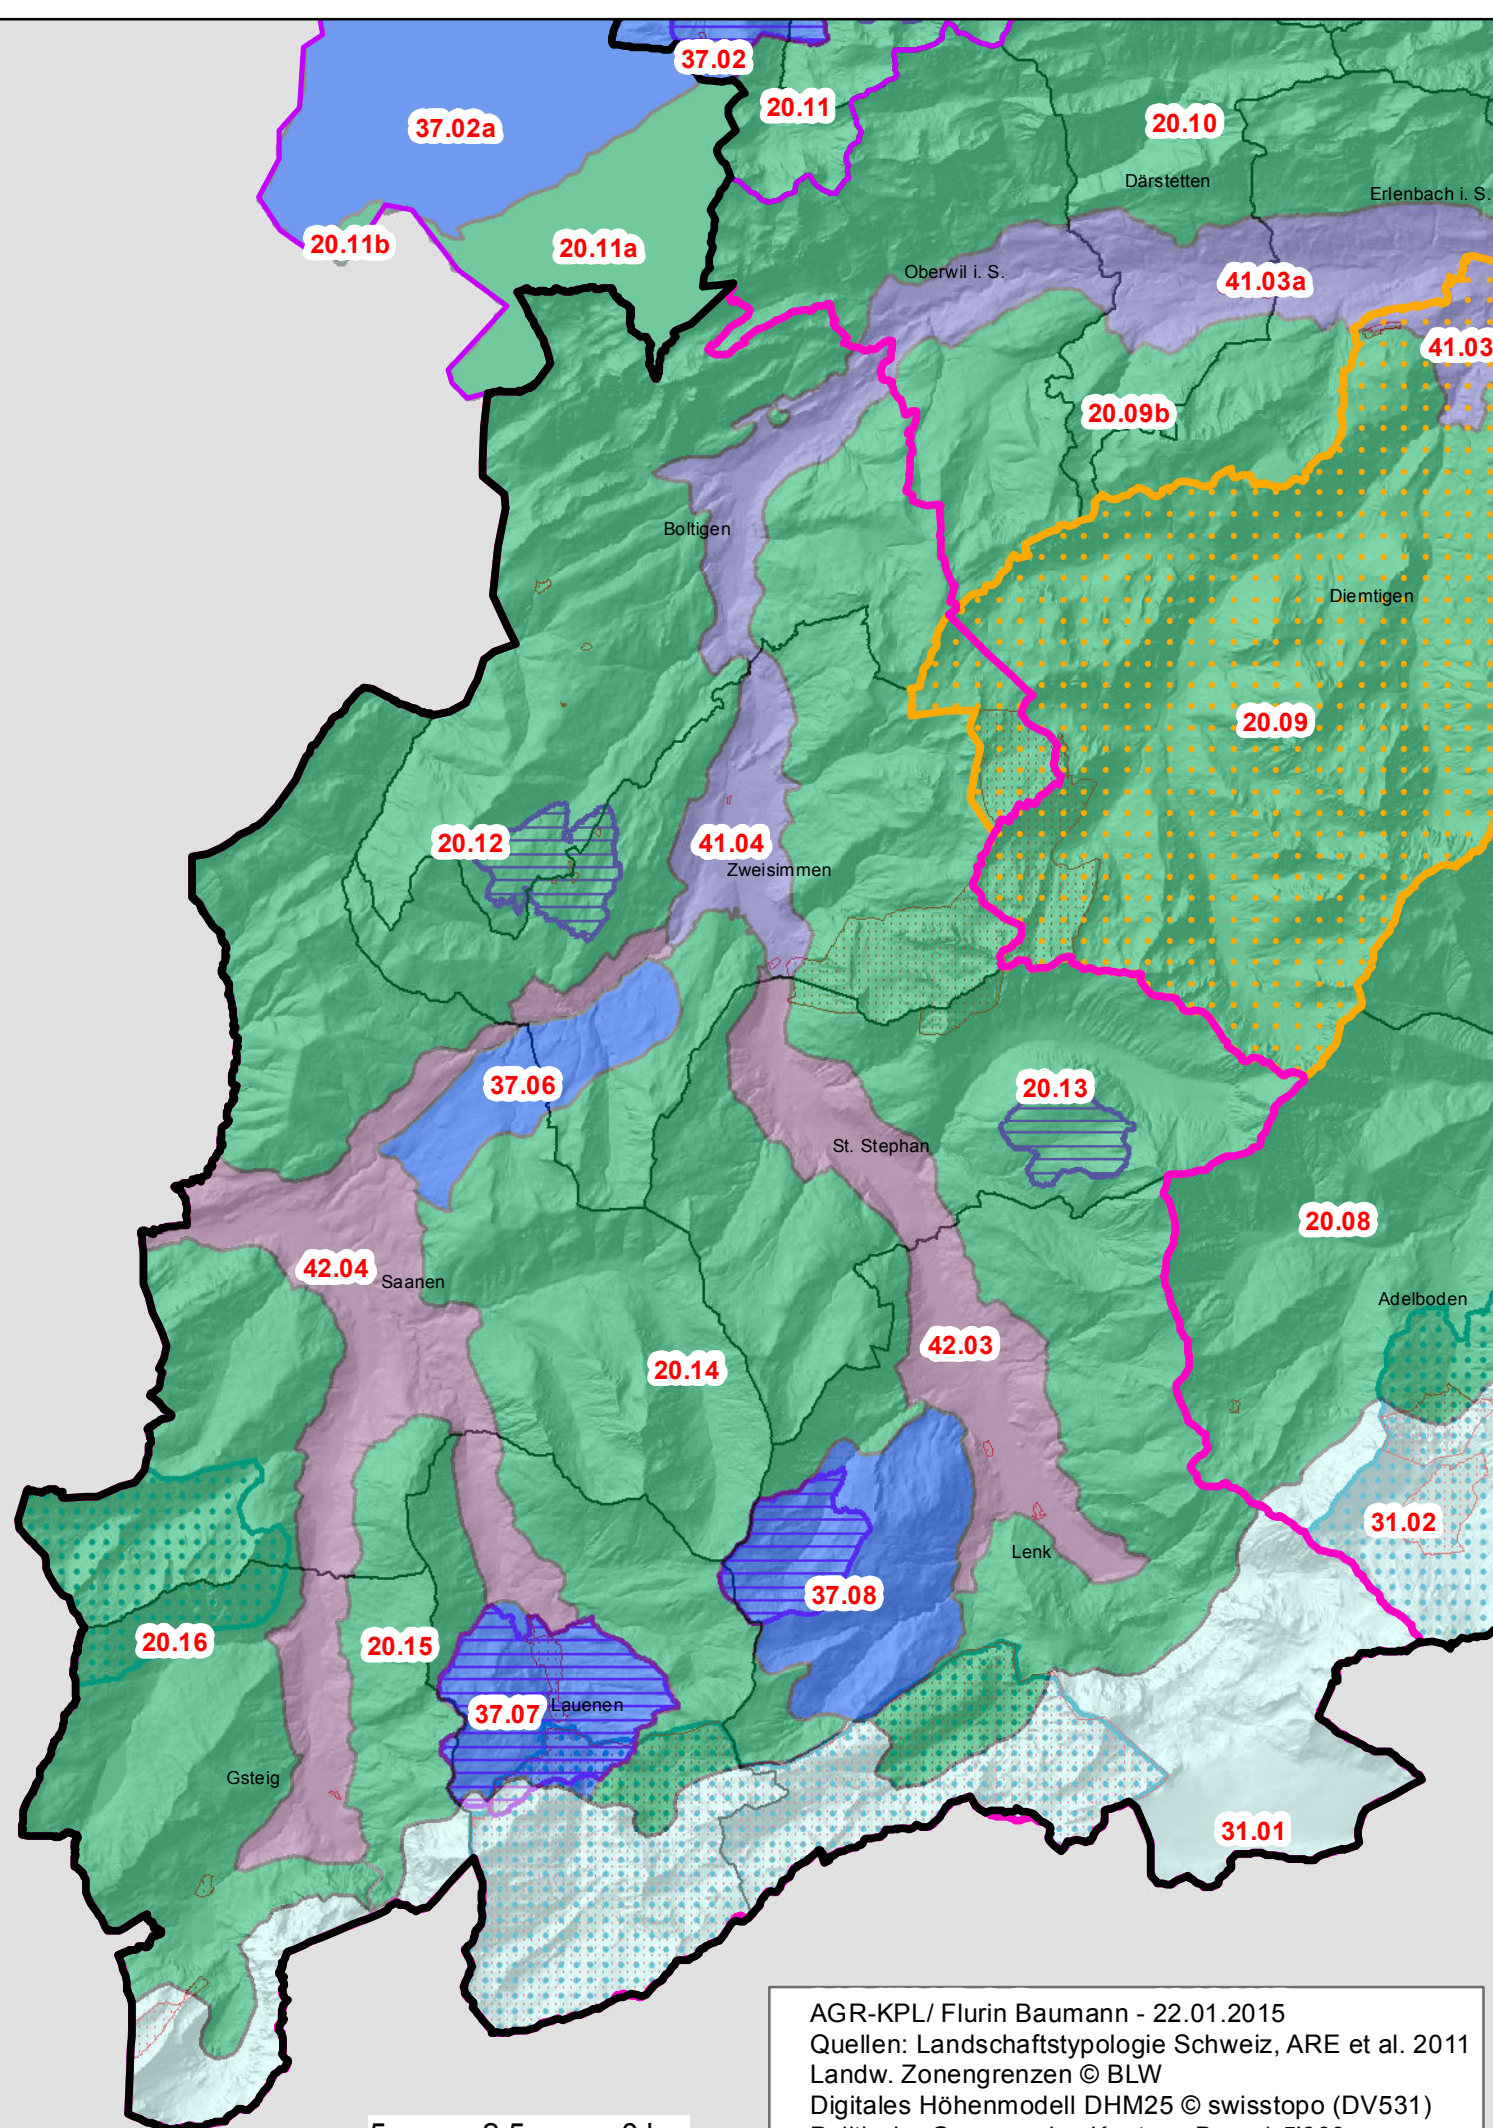 37.02
20.11
37.02a
20.10
Därstetten
Erlenbach i. S.
20.11b
20.11a
Oberwil i. S.
41.03a
41.03
20.09b
Boltigen
Diemtigen
20.09
20.12
41.04
Zweisimmen
37.06
20.13
St. Stephan
20.08
42.04
Saanen
Adelboden
42.03
20.14
31.02
Lenk
37.08
20.16
20.15
37.07
Lauenen
Gsteig
31.01
AGR-KPL/ Flurin Baumann - 22.01.2015
Quellen: Landschaftstypologie Schweiz, ARE et al. 2011
Landw. Zonengrenzen © BLW
Digitales Höhenmodell DHM25 © swisstopo (DV531)